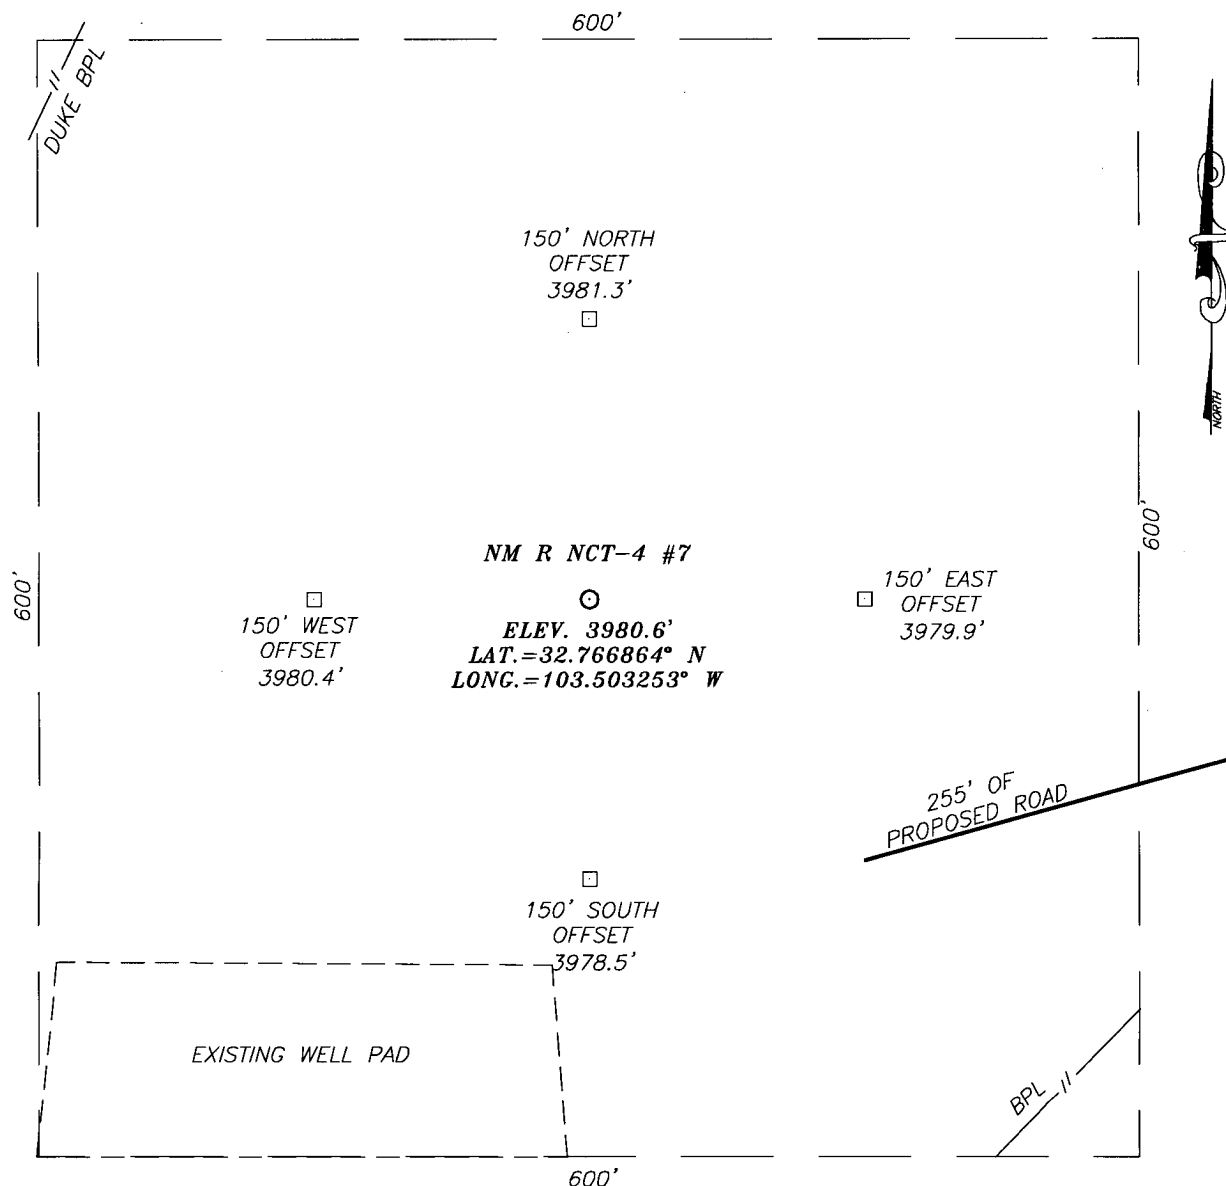 600'
DUKE BPL
150' NORTH
OFFSET
3981.3'
NORTH
NM R NCT-4 #7
600'
600'
150' WEST
OFFSET
3980.4'
ELEV. 3980.6'
LAT.=32.766864° N
LONG.=103.503253° W
150' EAST
OFFSET
3979.9'
255' OF
PROPOSED ROAD
150' SOUTH
OFFSET
3978.5'
EXISTING WELL PAD
BPL
600'